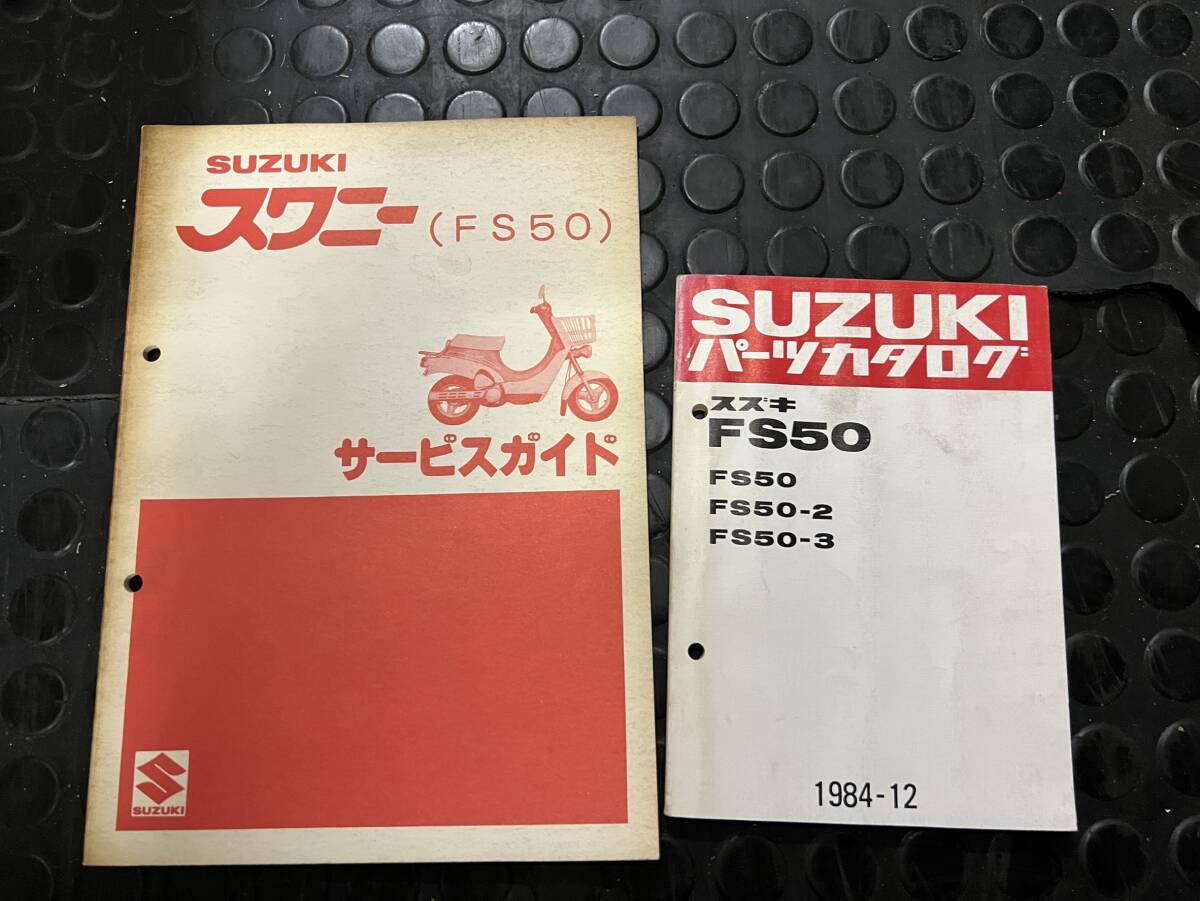 SUZUKI
スワニー(FS50)
サービスガイド
SUZUKI
SUZUKI
パーツカタログ
スズキ
FS50
FS50
FS50-2
FS50-3
1984-12